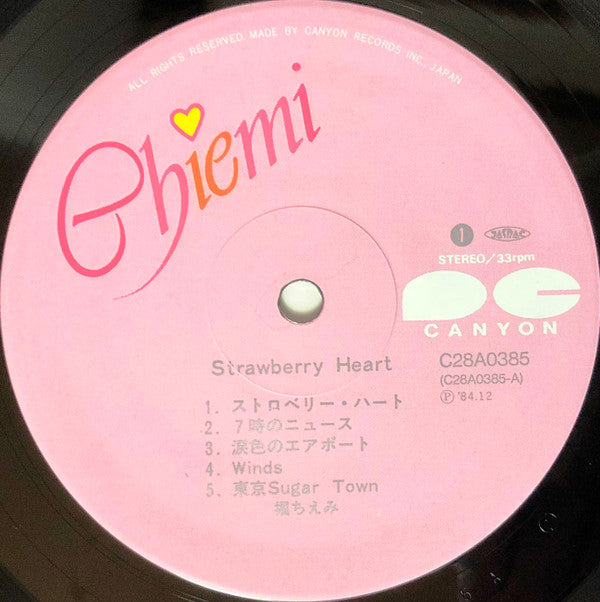 ALL RIGHTS RESERVED MADE BY CANYON RECORDS INC., JAPAN
Chiemi
1 JASRAC
STEREO/33rpm
CANYON
Strawberry Heart
C28A0385
(C28A0385-A)
Ⓟ '84.12
1. ストロベリー・ハート
2. 7時のニュース
3. 涙色のエアポート
4. Winds
5. 東京Sugar Town
堀ちえみ